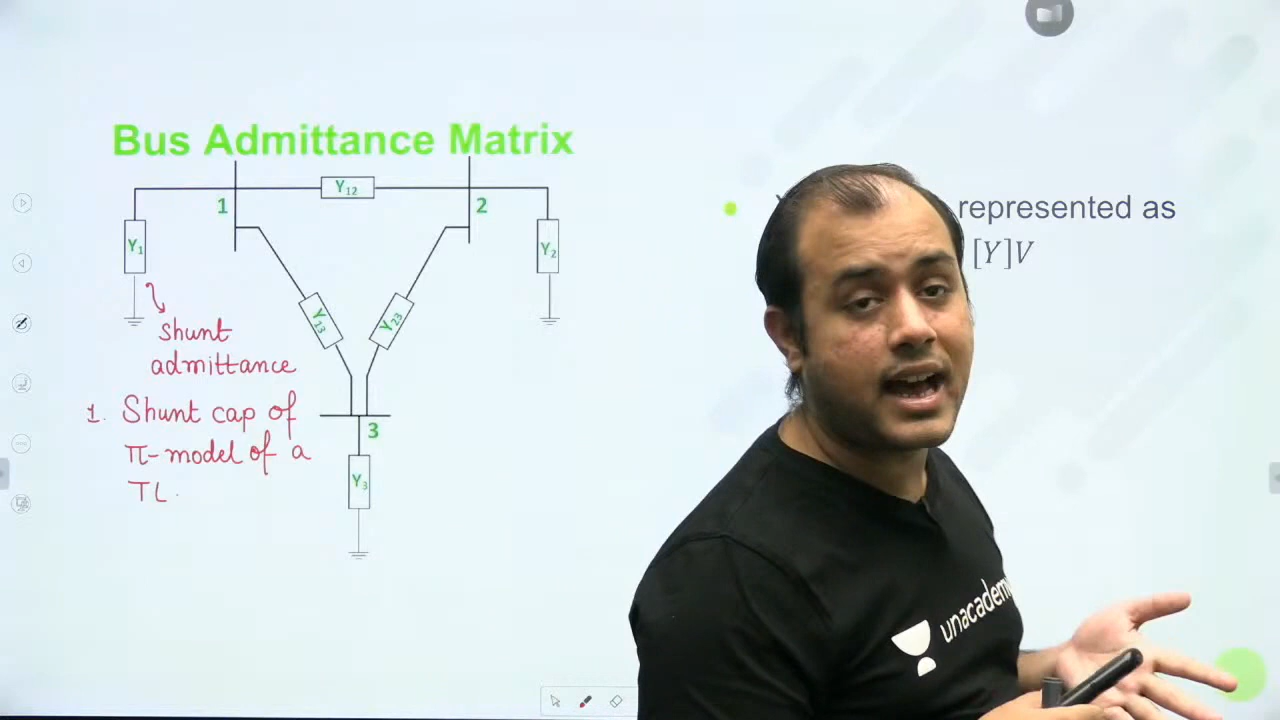 Bus Admittance Matrix
Y12
1
2
Y1
Y2
Y13
Y23
shunt
admittance
1. Shunt cap of
π-model of a
TL.
3
Y3
represented as
[Y]V
unacademy